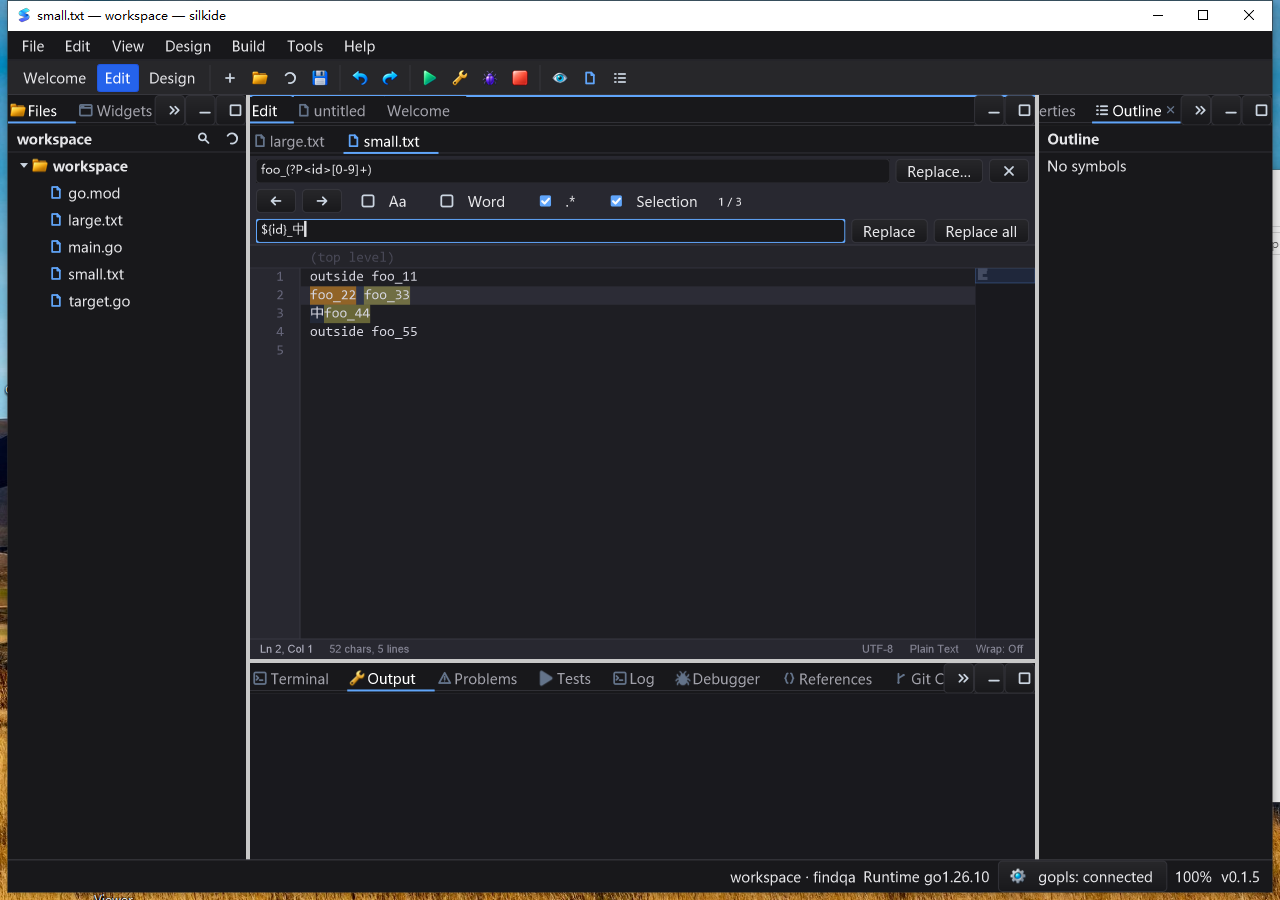 small.txt — workspace — silkide
File Edit View Design Build Tools Help
Welcome Edit Design
Files Widgets
Edit untitled Welcome
erties Outline
workspace
large.txt small.txt
Outline
workspace
go.mod
large.txt
main.go
small.txt
target.go
foo_(?P<id>[0-9]+) Replace...
Aa Word .* Selection 1 / 3
${id}_中 Replace Replace all
(top level)
1 outside foo_11
2 foo_22 foo_33
3 中foo_44
4 outside foo_55
5
No symbols
Ln 2, Col 1 52 chars, 5 lines UTF-8 Plain Text Wrap: Off
Terminal Output Problems Tests Log Debugger References Git C
workspace · findqa Runtime go1.26.10 gopls: connected 100% v0.1.5